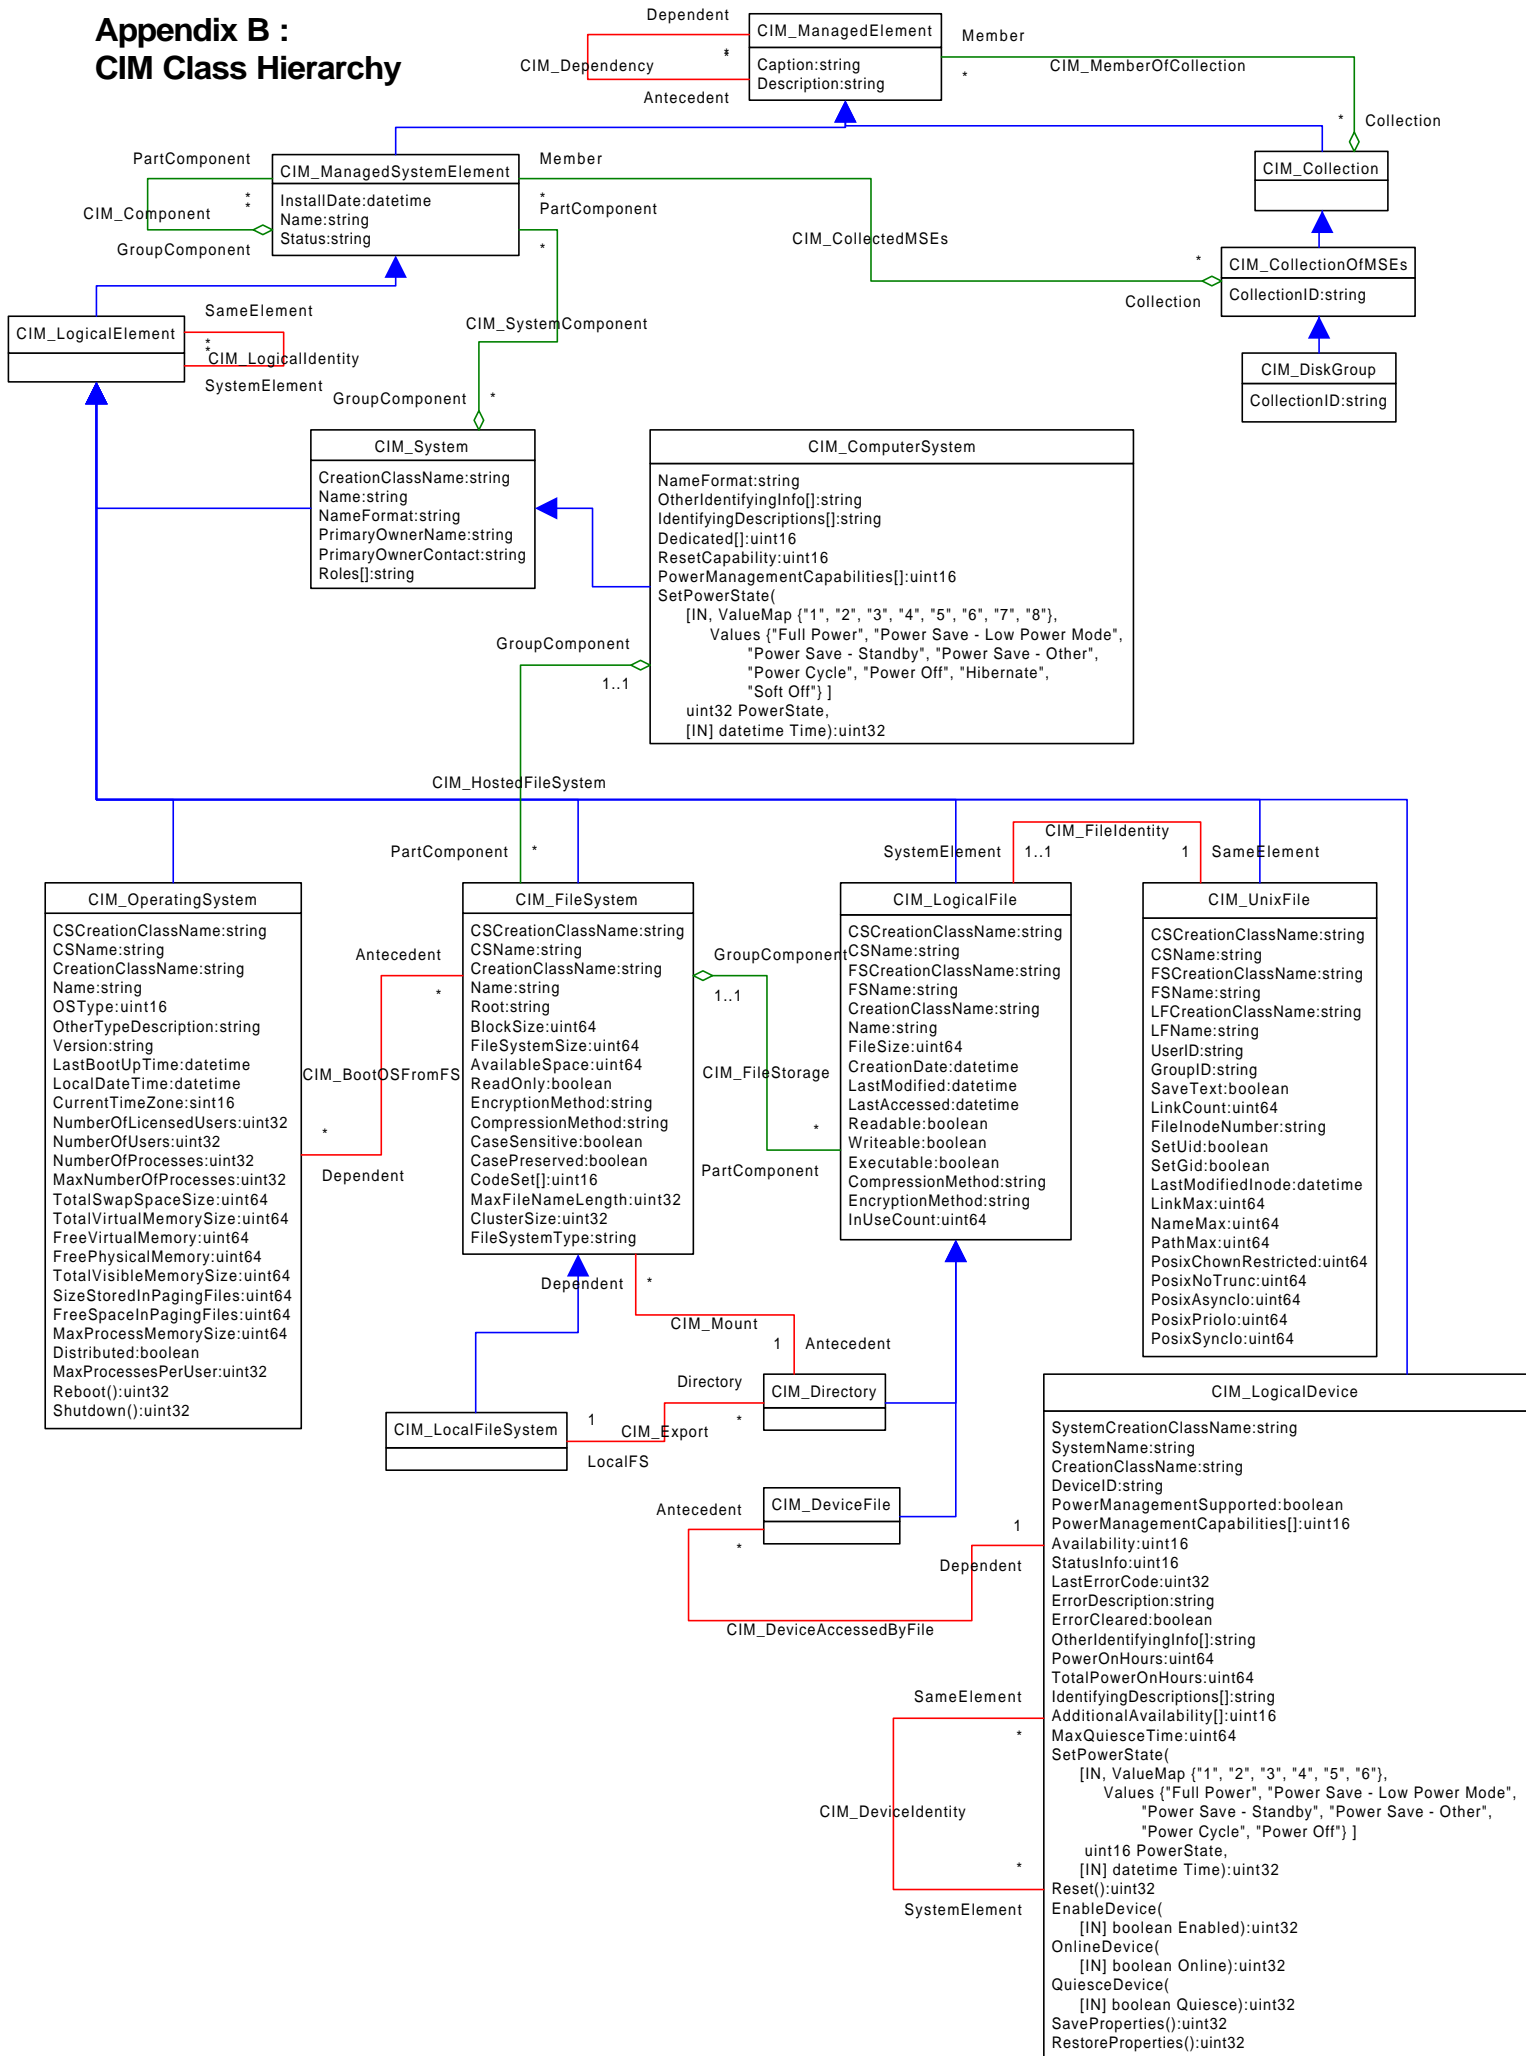 Appendix B :
CIM Class Hierarchy
Dependent
*
*
CIM_Dependency
Antecedent
CIM_ManagedElement
Caption:string
Description:string
Member
*
CIM_MemberOfCollection
*
Collection
CIM_Collection
PartComponent
*
*
CIM_Component
GroupComponent
CIM_ManagedSystemElement
InstallDate:datetime
Name:string
Status:string
Member
*
PartComponent
*
CIM_CollectedMSEs
*
Collection
CIM_CollectionOfMSEs
CollectionID:string
CIM_DiskGroup
CollectionID:string
CIM_LogicalElement
SameElement
*
*
CIM_LogicalIdentity
SystemElement
CIM_SystemComponent
GroupComponent
*
CIM_System
CreationClassName:string
Name:string
NameFormat:string
PrimaryOwnerName:string
PrimaryOwnerContact:string
Roles[]:string
CIM_ComputerSystem
NameFormat:string
OtherIdentifyingInfo[]:string
IdentifyingDescriptions[]:string
Dedicated[]:uint16
ResetCapability:uint16
PowerManagementCapabilities[]:uint16
SetPowerState(
[IN, ValueMap {"1", "2", "3", "4", "5", "6", "7", "8"},
Values {"Full Power", "Power Save - Low Power Mode",
"Power Save - Standby", "Power Save - Other",
"Power Cycle", "Power Off", "Hibernate",
"Soft Off"} ]
uint32 PowerState,
[IN] datetime Time):uint32
GroupComponent
1..1
CIM_HostedFileSystem
PartComponent
*
SystemElement
1..1
CIM_FileIdentity
1
SameElement
CIM_OperatingSystem
CSCreationClassName:string
CSName:string
CreationClassName:string
Name:string
OSType:uint16
OtherTypeDescription:string
Version:string
LastBootUpTime:datetime
LocalDateTime:datetime
CurrentTimeZone:sint16
NumberOfLicensedUsers:uint32
NumberOfUsers:uint32
NumberOfProcesses:uint32
MaxNumberOfProcesses:uint32
TotalSwapSpaceSize:uint64
TotalVirtualMemorySize:uint64
FreeVirtualMemory:uint64
FreePhysicalMemory:uint64
TotalVisibleMemorySize:uint64
SizeStoredInPagingFiles:uint64
FreeSpaceInPagingFiles:uint64
MaxProcessMemorySize:uint64
Distributed:boolean
MaxProcessesPerUser:uint32
Reboot():uint32
Shutdown():uint32
Antecedent
*
CIM_BootOSFromFS
*
Dependent
CIM_FileSystem
CSCreationClassName:string
CSName:string
CreationClassName:string
Name:string
Root:string
BlockSize:uint64
FileSystemSize:uint64
AvailableSpace:uint64
ReadOnly:boolean
EncryptionMethod:string
CompressionMethod:string
CaseSensitive:boolean
CasePreserved:boolean
CodeSet[]:uint16
MaxFileNameLength:uint32
ClusterSize:uint32
FileSystemType:string
GroupComponent
1..1
CIM_FileStorage
*
PartComponent
CIM_LogicalFile
CSCreationClassName:string
CSName:string
FSCreationClassName:string
FSName:string
CreationClassName:string
Name:string
FileSize:uint64
CreationDate:datetime
LastModified:datetime
LastAccessed:datetime
Readable:boolean
Writeable:boolean
Executable:boolean
CompressionMethod:string
EncryptionMethod:string
InUseCount:uint64
CIM_UnixFile
CSCreationClassName:string
CSName:string
FSCreationClassName:string
FSName:string
LFCreationClassName:string
LFName:string
UserID:string
GroupID:string
SaveText:boolean
LinkCount:uint64
FileInodeNumber:string
SetUid:boolean
SetGid:boolean
LastModifiedInode:datetime
LinkMax:uint64
NameMax:uint64
PathMax:uint64
PosixChownRestricted:uint64
PosixNoTrunc:uint64
PosixAsyncIo:uint64
PosixPrioIo:uint64
PosixSyncIo:uint64
Dependent
*
CIM_Mount
1
Antecedent
CIM_LocalFileSystem
1
LocalFS
CIM_Export
Directory
*
CIM_Directory
Antecedent
*
CIM_DeviceFile
1
Dependent
CIM_DeviceAccessedByFile
SameElement
*
CIM_DeviceIdentity
*
SystemElement
CIM_LogicalDevice
SystemCreationClassName:string
SystemName:string
CreationClassName:string
DeviceID:string
PowerManagementSupported:boolean
PowerManagementCapabilities[]:uint16
Availability:uint16
StatusInfo:uint16
LastErrorCode:uint32
ErrorDescription:string
ErrorCleared:boolean
OtherIdentifyingInfo[]:string
PowerOnHours:uint64
TotalPowerOnHours:uint64
IdentifyingDescriptions[]:string
AdditionalAvailability[]:uint16
MaxQuiesceTime:uint64
SetPowerState(
[IN, ValueMap {"1", "2", "3", "4", "5", "6"},
Values {"Full Power", "Power Save - Low Power Mode",
"Power Save - Standby", "Power Save - Other",
"Power Cycle", "Power Off"} ]
uint16 PowerState,
[IN] datetime Time):uint32
Reset():uint32
EnableDevice(
[IN] boolean Enabled):uint32
OnlineDevice(
[IN] boolean Online):uint32
QuiesceDevice(
[IN] boolean Quiesce):uint32
SaveProperties():uint32
RestoreProperties():uint32